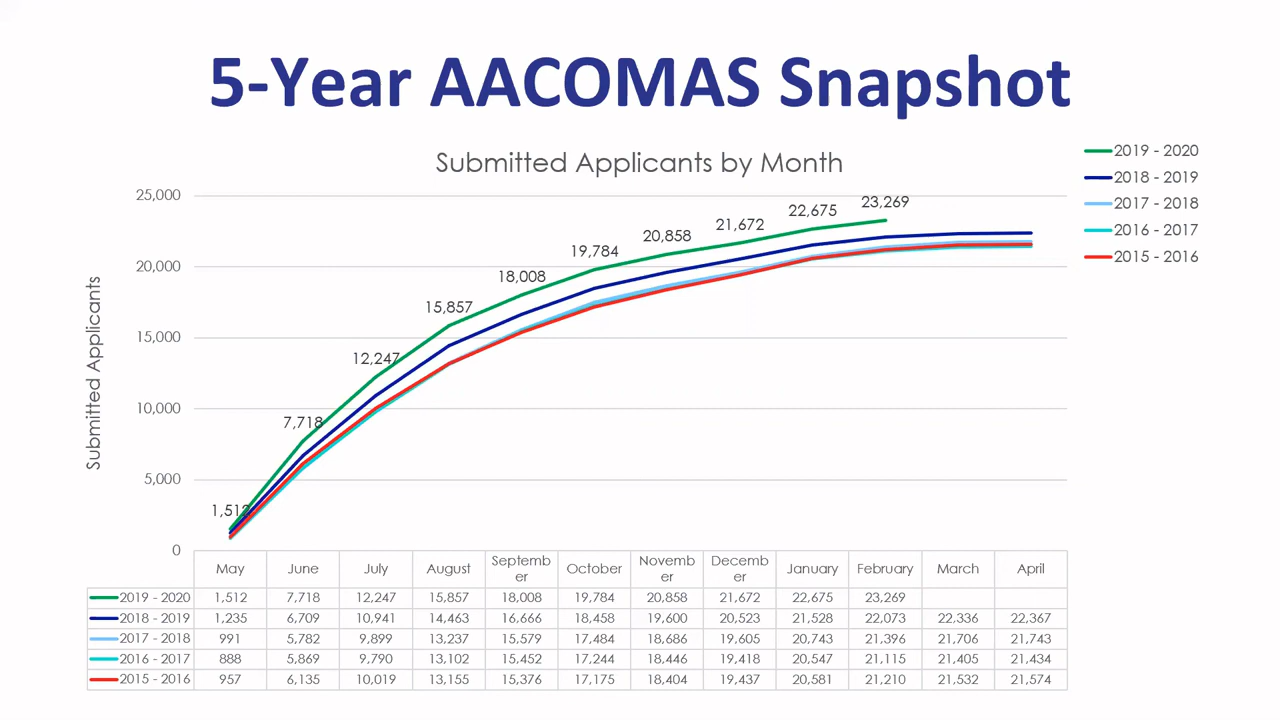 5-Year AACOMAS Snapshot
Submitted Applicants by Month
2019 - 2020
2018 - 2019
2017 - 2018
2016 - 2017
2015 - 2016
Submitted Applicants
25,000
20,000
15,000
10,000
5,000
0
1,512
7,718
12,247
15,857
18,008
19,784
20,858
21,672
22,675
23,269
May June July August Septemb er October Novemb er Decemb er January February March April
2019 - 2020 1,512 7,718 12,247 15,857 18,008 19,784 20,858 21,672 22,675 23,269
2018 - 2019 1,235 6,709 10,941 14,463 16,666 18,458 19,600 20,523 21,528 22,073 22,336 22,367
2017 - 2018 991 5,782 9,899 13,237 15,579 17,484 18,686 19,605 20,743 21,396 21,706 21,743
2016 - 2017 888 5,869 9,790 13,102 15,452 17,244 18,446 19,418 20,547 21,115 21,405 21,434
2015 - 2016 957 6,135 10,019 13,155 15,376 17,175 18,404 19,437 20,581 21,210 21,532 21,574